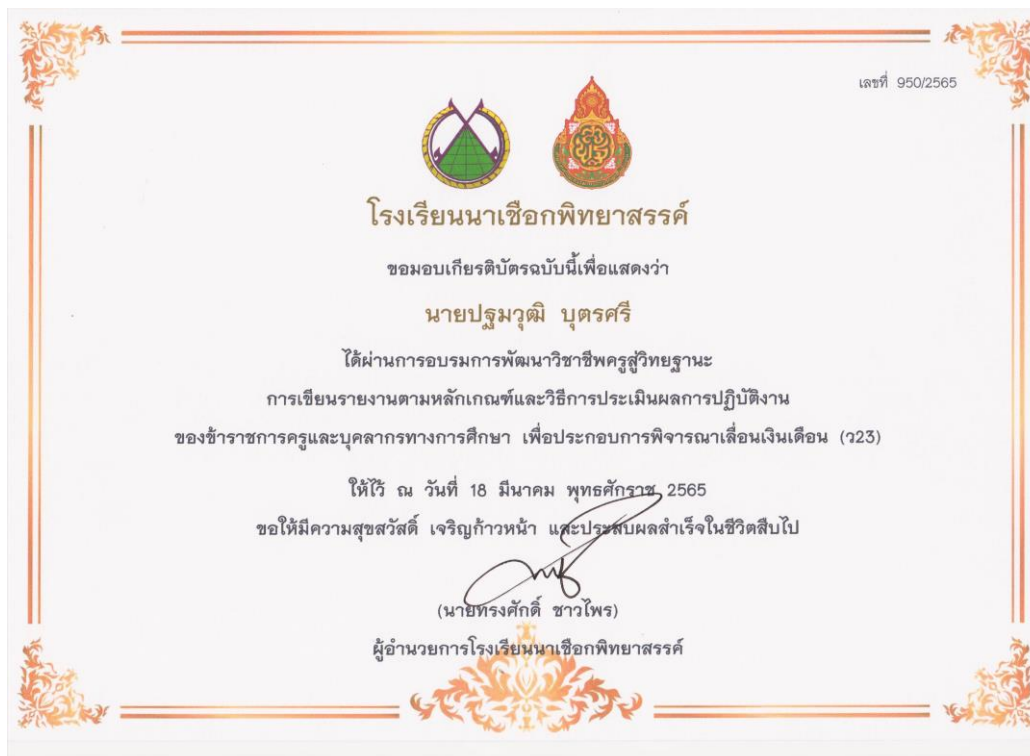 เลขที่ 950/2565
โรงเรียนนาเชือกพิทยาสรรค์
ขอมอบเกียรติบัตรฉบับนี้เพื่อแสดงว่า
นายปฐมวุฒิ บุตรศรี
ได้ผ่านการอบรมการพัฒนาวิชาชีพครูสู่วิทยฐานะ
การเขียนรายงานตามหลักเกณฑ์และวิธีการประเมินผลการปฏิบัติงาน
ของข้าราชการครูและบุคลากรทางการศึกษา เพื่อประกอบการพิจารณาเลื่อนเงินเดือน (ว23)
ให้ไว้ ณ วันที่ 18 มีนาคม พุทธศักราช 2565
ขอให้มีความสุขสวัสดิ์ เจริญก้าวหน้า และประสบผลสำเร็จในชีวิตสืบไป
(นายทรงศักดิ์ ชาวไพร)
ผู้อำนวยการโรงเรียนนาเชือกพิทยาสรรค์